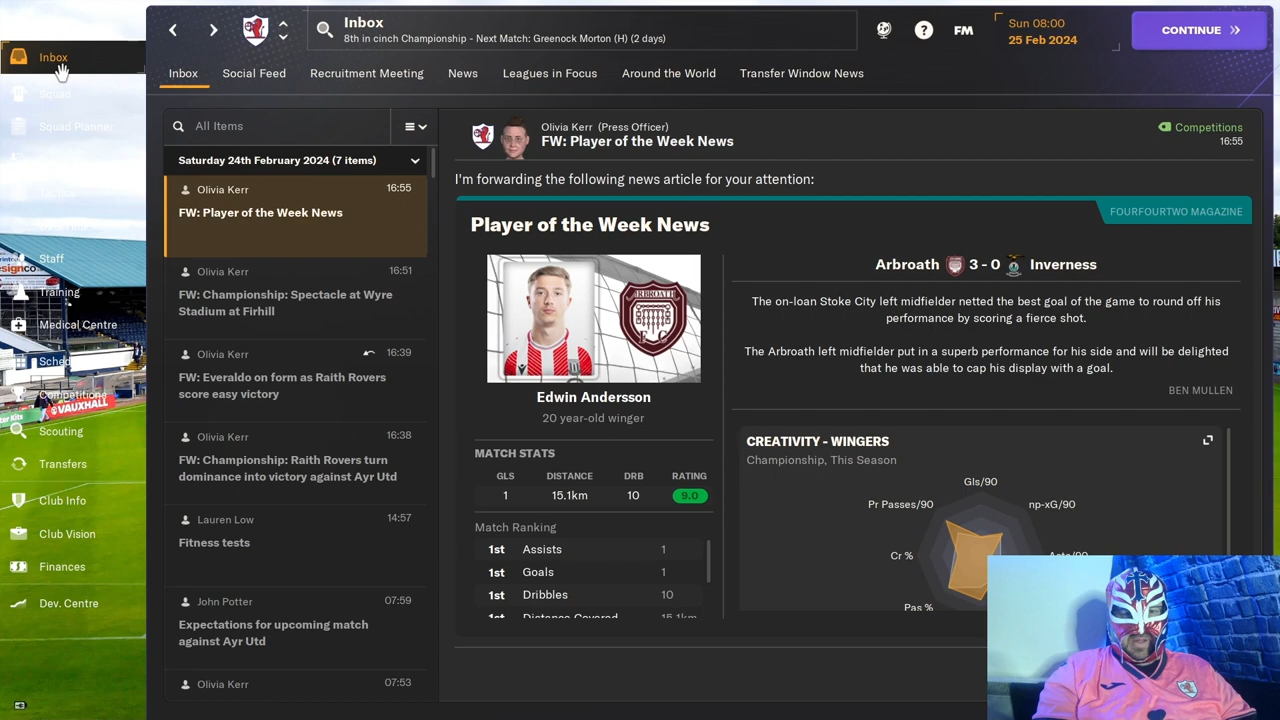 Inbox
8th in cinch Championship - Next Match: Greenock Morton (H) (2 days)
FM
Sun 08:00
25 Feb 2024
CONTINUE
Inbox
Squad
Squad Planner
Staff
Training
Medical Centre
Sched
Competitions
Scouting
Transfers
Club Info
Club Vision
Finances
Dev. Centre
VAUXHALL
Inbox
Social Feed
Recruitment Meeting
News
Leagues in Focus
Around the World
Transfer Window News
All Items
Saturday 24th February 2024 (7 items)
Olivia Kerr 16:55
FW: Player of the Week News
Olivia Kerr 16:51
FW: Championship: Spectacle at Wyre
Stadium at Firhill
Olivia Kerr 16:39
FW: Everaldo on form as Raith Rovers
score easy victory
Olivia Kerr 16:38
FW: Championship: Raith Rovers turn
dominance into victory against Ayr Utd
Lauren Low 14:57
Fitness tests
John Potter 07:59
Expectations for upcoming match
against Ayr Utd
Olivia Kerr 07:53
Olivia Kerr (Press Officer)
FW: Player of the Week News
Competitions
16:55
I'm forwarding the following news article for your attention:
FOURFOURTWO MAGAZINE
Player of the Week News
Edwin Andersson
20 year-old winger
MATCH STATS
GLS DISTANCE DRB RATING
1 15.1km 10 9.0
Match Ranking
1st Assists 1
1st Goals 1
1st Dribbles 10
1st Distance Covered 15.1km
Arbroath 3 - 0 Inverness
The on-loan Stoke City left midfielder netted the best goal of the game to round off his
performance by scoring a fierce shot.
The Arbroath left midfielder put in a superb performance for his side and will be delighted
that he was able to cap his display with a goal.
BEN MULLEN
CREATIVITY - WINGERS
Championship, This Season
Gls/90
Pr Passes/90
np-xG/90
Cr %
Pas %